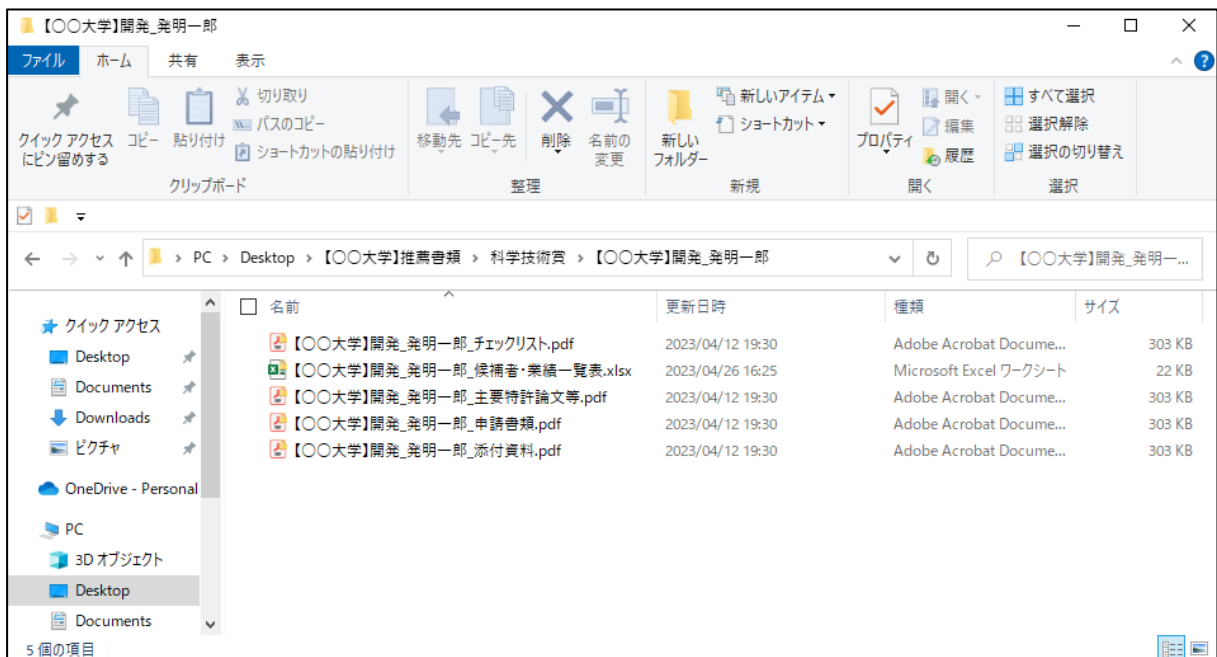 【〇〇大学】開発_発明一郎
ファイル ホーム 共有 表示
クイック アクセスにピン留めする
コピー
貼り付け
切り取り
パスのコピー
ショートカットの貼り付け
クリップボード
移動先
コピー先
削除
名前の変更
整理
新しいフォルダー
新しいアイテム
ショートカット
新規
プロパティ
開く
編集
履歴
開く
すべて選択
選択解除
選択の切り替え
選択
PC › Desktop › 【〇〇大学】推薦書類 › 科学技術賞 › 【〇〇大学】開発_発明一郎
【〇〇大学】開発_発明一...
名前 更新日時 種類 サイズ
【〇〇大学】開発_発明一郎_チェックリスト.pdf 2023/04/12 19:30 Adobe Acrobat Docume... 303 KB
【〇〇大学】開発_発明一郎_候補者・業績一覧表.xlsx 2023/04/26 16:25 Microsoft Excel ワークシート 22 KB
【〇〇大学】開発_発明一郎_主要特許論文等.pdf 2023/04/12 19:30 Adobe Acrobat Docume... 303 KB
【〇〇大学】開発_発明一郎_申請書類.pdf 2023/04/12 19:30 Adobe Acrobat Docume... 303 KB
【〇〇大学】開発_発明一郎_添付資料.pdf 2023/04/12 19:30 Adobe Acrobat Docume... 303 KB
クイック アクセス
Desktop
Documents
Downloads
ピクチャ
OneDrive - Personal
PC
3D オブジェクト
Desktop
Documents
5 個の項目